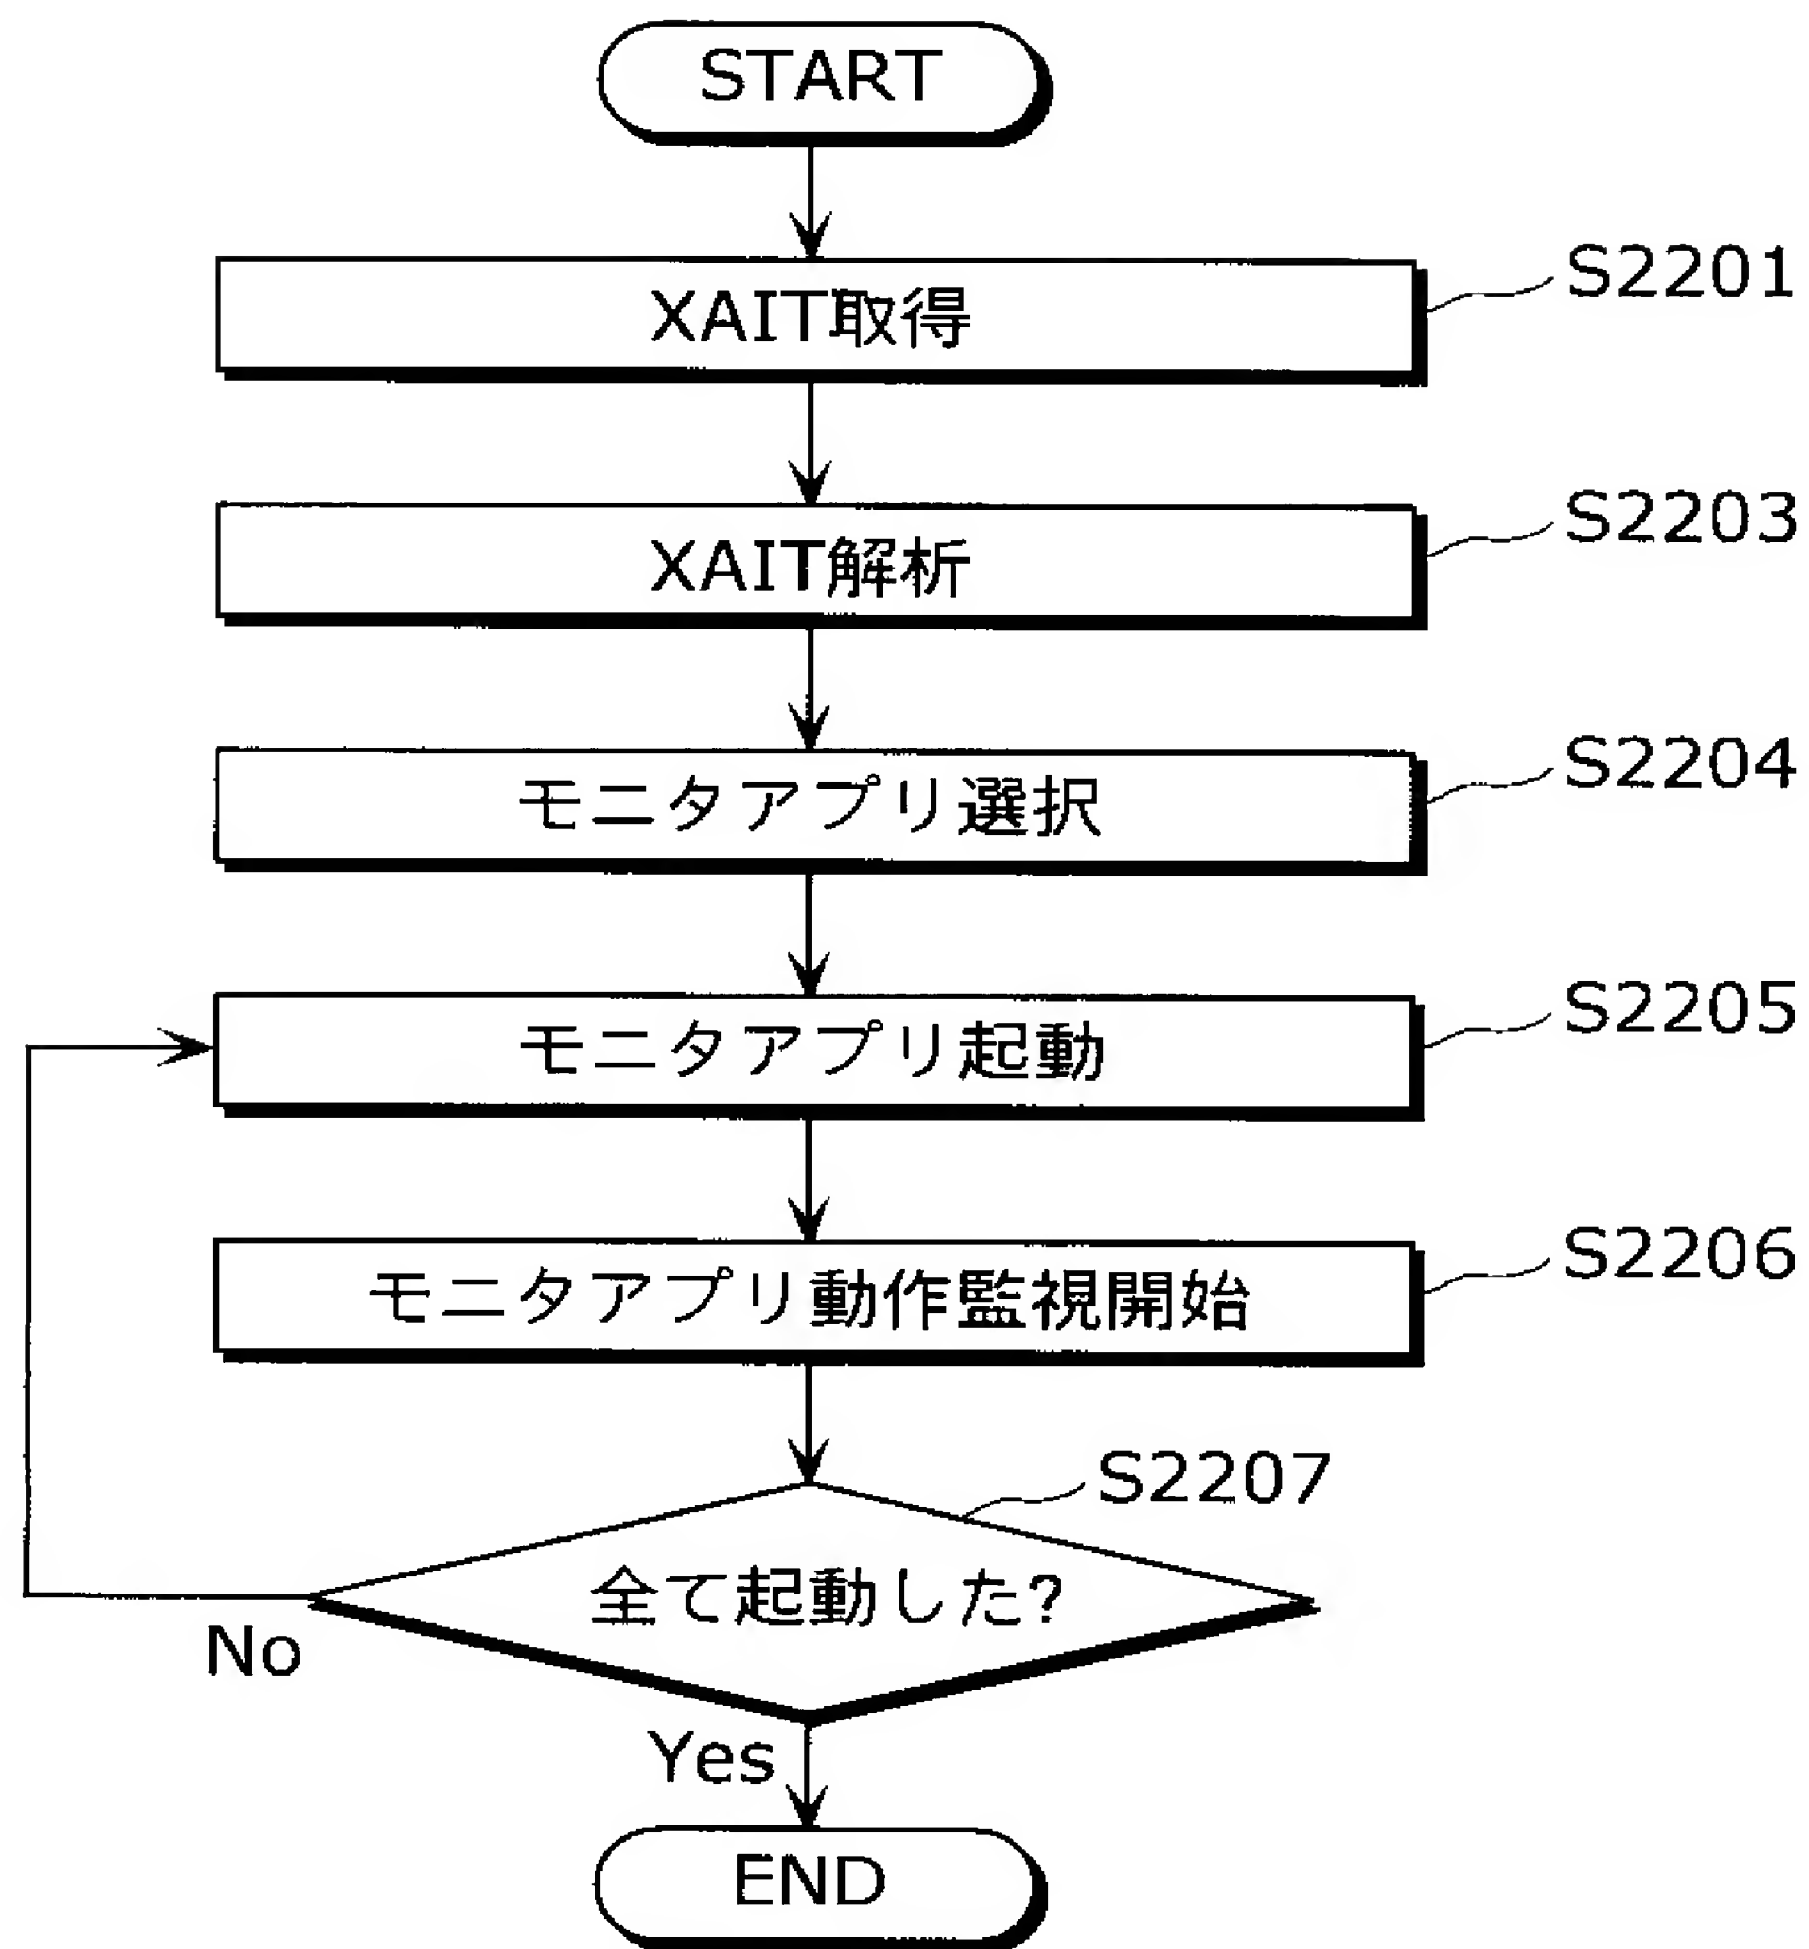 START
XAIT取得
S2201
XAIT解析
S2203
モニタアプリ選択
S2204
モニタアプリ起動
S2205
モニタアプリ動作監視開始
S2206
S2207
全て起動した?
No
Yes
END